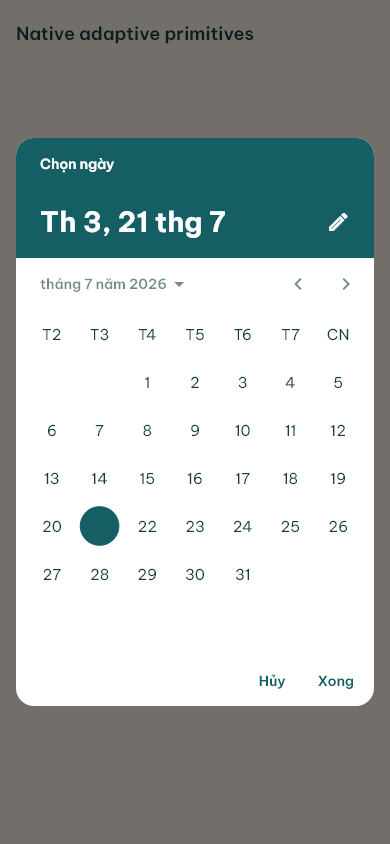 Native adaptive primitives
Chọn ngày
Th 3, 21 thg 7
tháng 7 năm 2026
T2 T3 T4 T5 T6 T7 CN
1 2 3 4 5
6 7 8 9 10 11 12
13 14 15 16 17 18 19
20 22 23 24 25 26
27 28 29 30 31
Hủy Xong